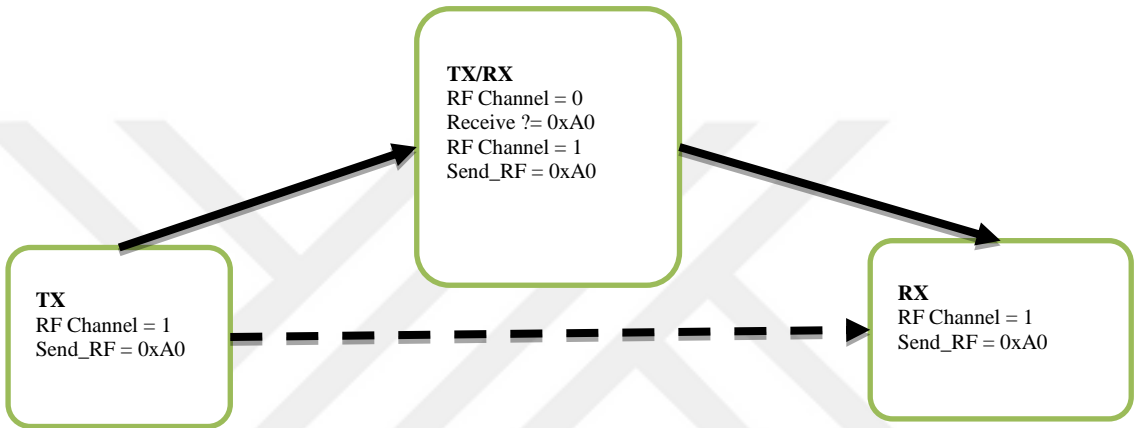 TX/RX
RF Channel = 0
Receive ?= 0xA0
RF Channel = 1
Send_RF = 0xA0
TX
RF Channel = 1
Send_RF = 0xA0
RX
RF Channel = 1
Send_RF = 0xA0